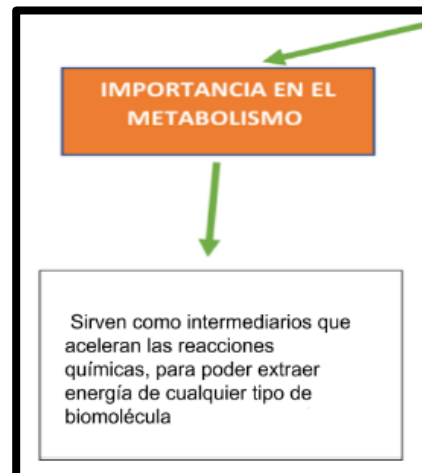 IMPORTANCIA EN EL
METABOLISMO
Sirven como intermediarios que
aceleran las reacciones
químicas, para poder extraer
energía de cualquier tipo de
biomolécula